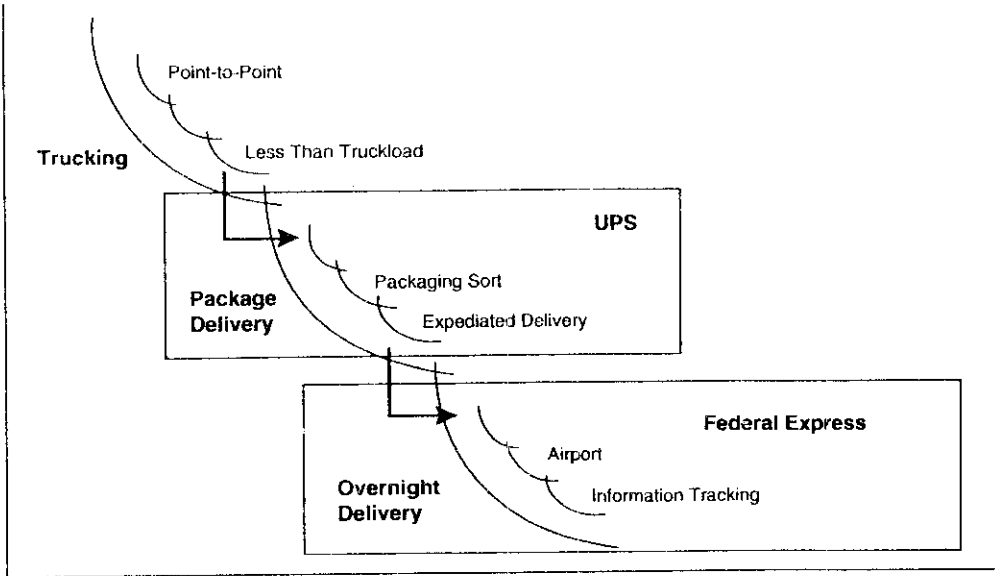 Point-to-Point
Trucking
Less Than Truckload
UPS
Packaging Sort
Package
Delivery
Expediated Delivery
Federal Express
Airport
Overnight
Delivery
Information Tracking